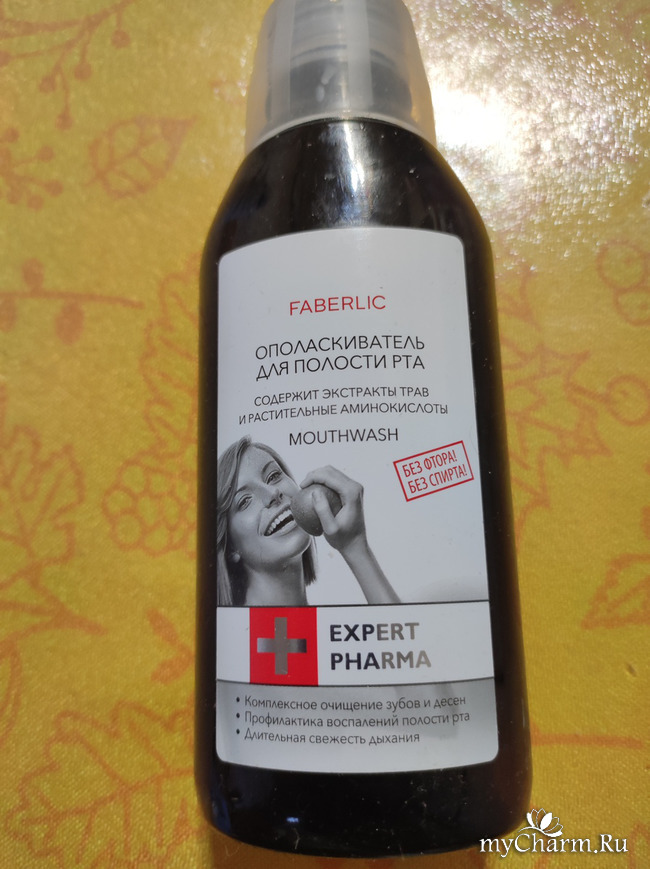 FABERLIC
ОПОЛАСКИВАТЕЛЬ
ДЛЯ ПОЛОСТИ РТА
СОДЕРЖИТ ЭКСТРАКТЫ ТРАВ
И РАСТИТЕЛЬНЫЕ АМИНОКИСЛОТЫ
MOUTHWASH
БЕЗ ФТОРА!
БЕЗ СПИРТА!
EXPERT
PHARMA
• Комплексное очищение зубов и десен
• Профилактика воспалений полости рта
• Длительная свежесть дыхания
myCharm.Ru